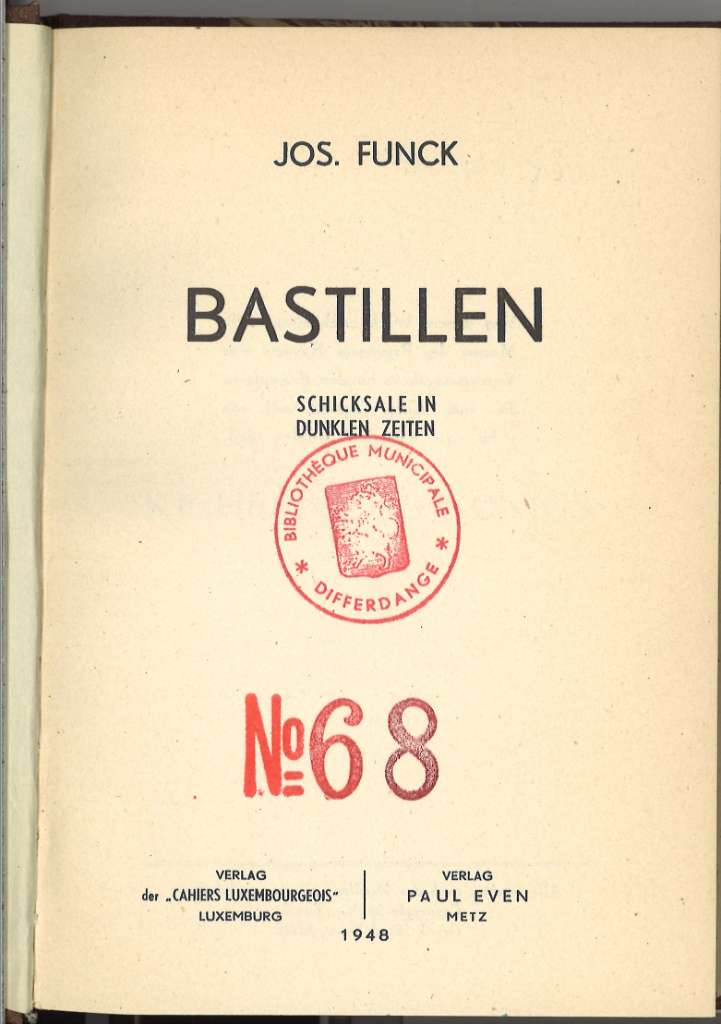 JOS. FUNCK
BASTILLEN
SCHICKSALE IN
DUNKLEN ZEITEN
BIBLIOTHÈQUE MUNICIPALE
* DIFFERDANGE *
No 68
VERLAG
der „CAHIERS LUXEMBOURGEOIS"
LUXEMBURG
VERLAG
PAUL EVEN
METZ
1948